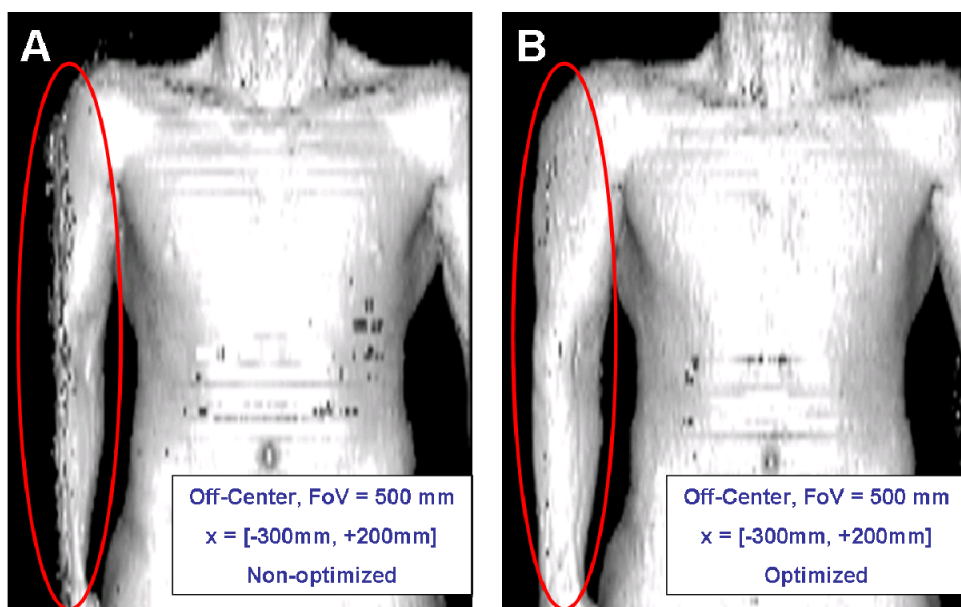 A
B
Off-Center, FoV = 500 mm
x = [-300mm, +200mm]
Non-optimized
Off-Center, FoV = 500 mm
x = [-300mm, +200mm]
Optimized